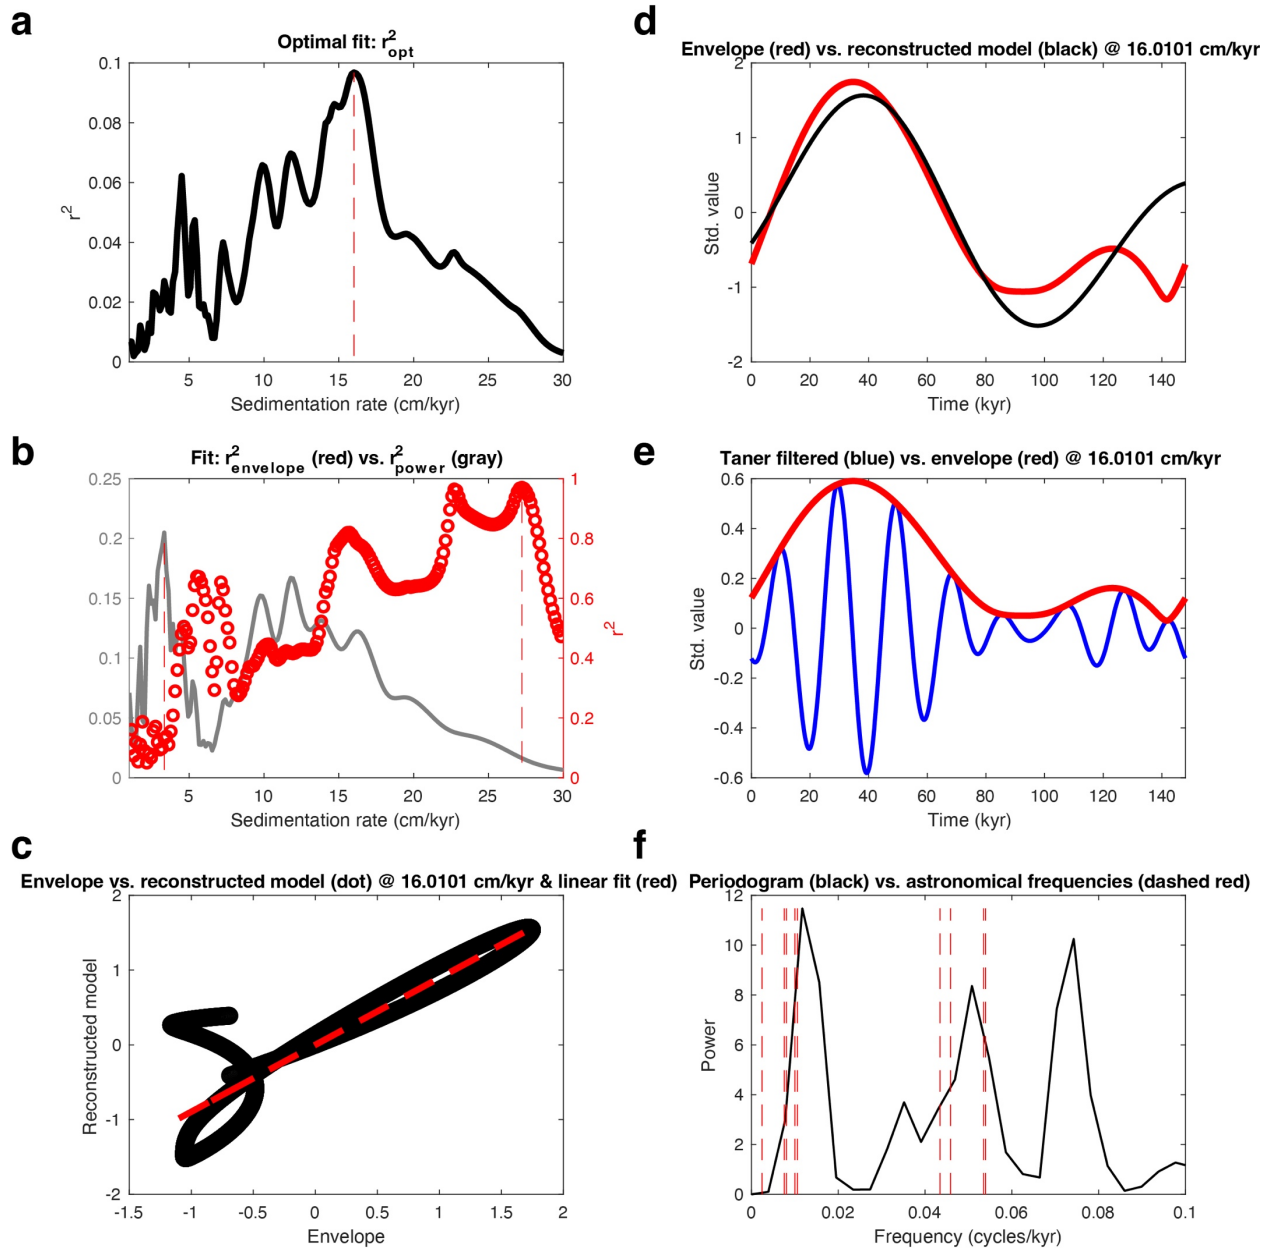 a
Optimal fit: r²opt
0.1
0.08
0.06
0.04
0.02
0
r²
5 10 15 20 25 30
Sedimentation rate (cm/kyr)
b
Fit: r²envelope (red) vs. r²power (gray)
0.25
0.2
0.15
0.1
0.05
0
1
0.8
0.6
0.4
0.2
0
r²
5 10 15 20 25 30
Sedimentation rate (cm/kyr)
c
Envelope vs. reconstructed model (dot) @ 16.0101 cm/kyr & linear fit (red)
2
1
0
-1
-2
Reconstructed model
-1.5 -1 -0.5 0 0.5 1 1.5 2
Envelope
d
Envelope (red) vs. reconstructed model (black) @ 16.0101 cm/kyr
2
1
0
-1
-2
Std. value
0 20 40 60 80 100 120 140
Time (kyr)
e
Taner filtered (blue) vs. envelope (red) @ 16.0101 cm/kyr
0.6
0.4
0.2
0
-0.2
-0.4
-0.6
Std. value
0 20 40 60 80 100 120 140
Time (kyr)
f
Periodogram (black) vs. astronomical frequencies (dashed red)
12
10
8
6
4
2
0
Power
0 0.02 0.04 0.06 0.08 0.1
Frequency (cycles/kyr)